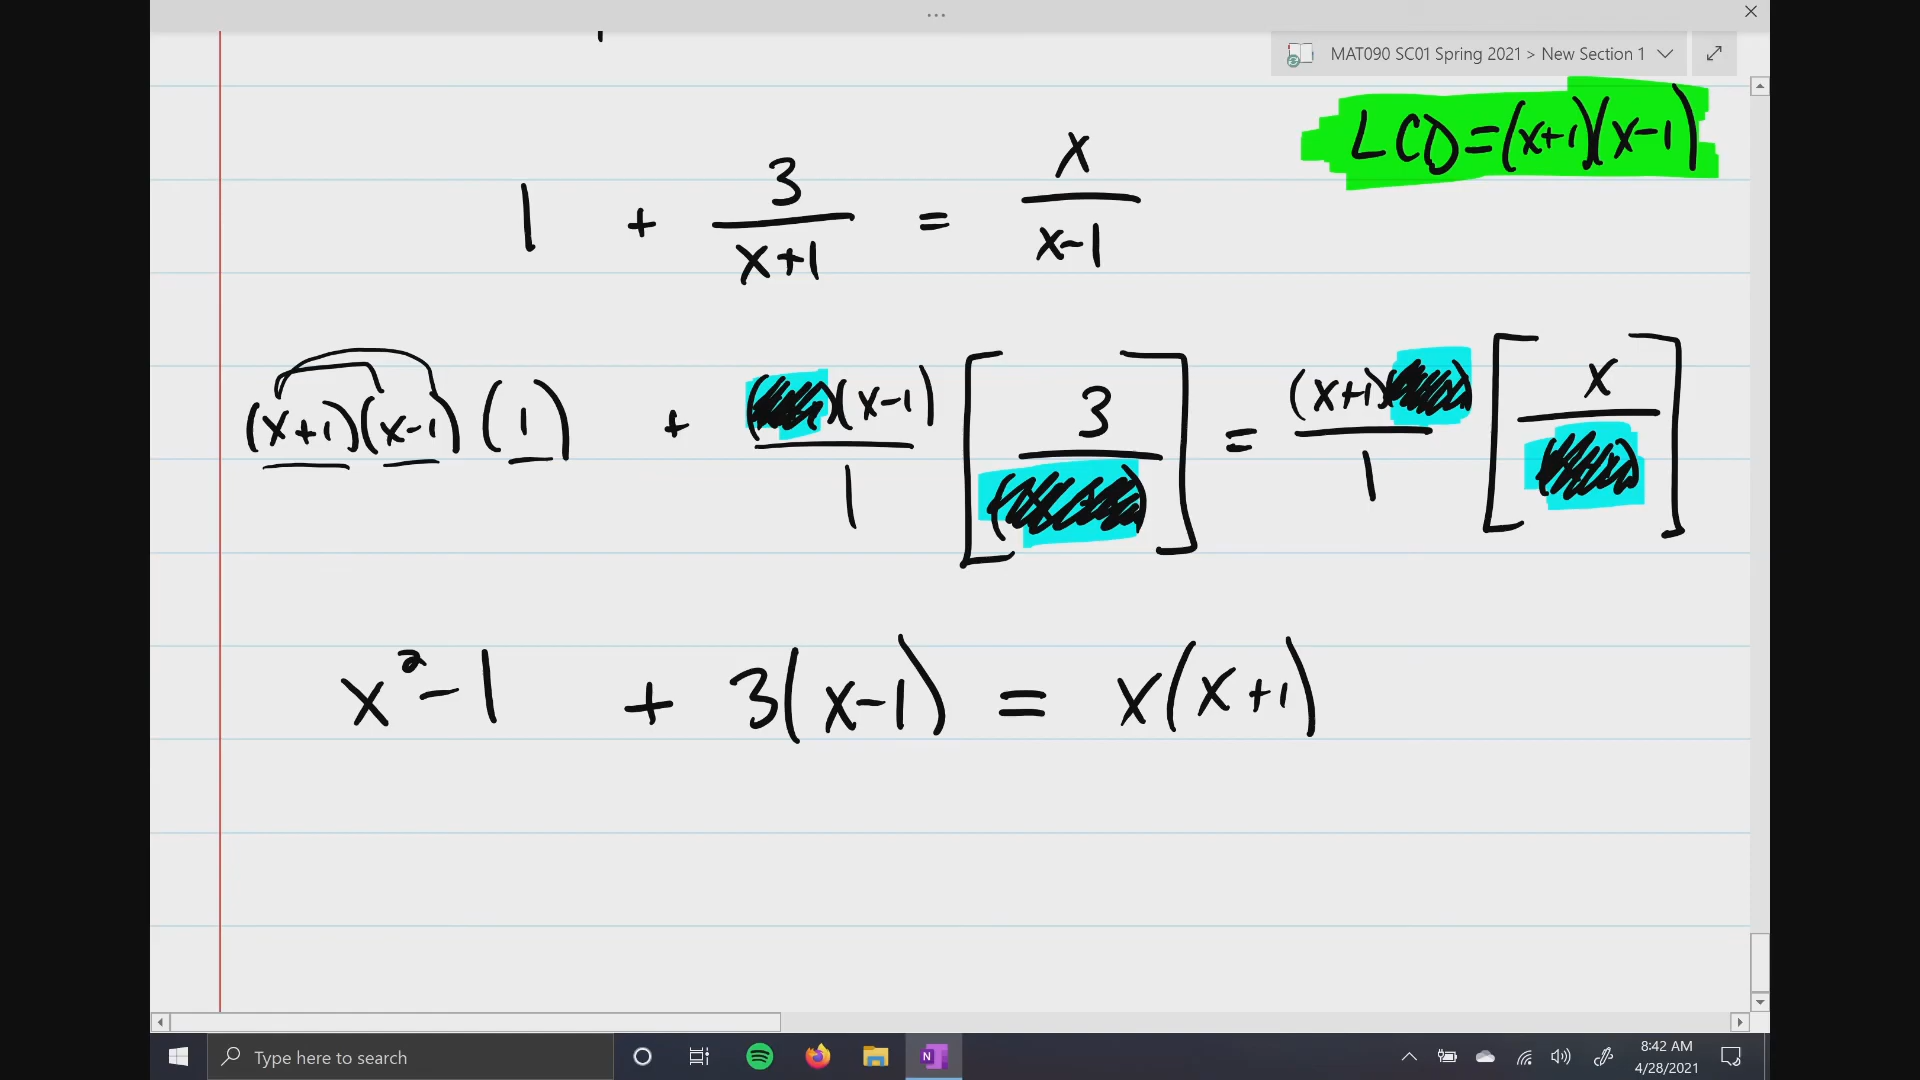 MAT090 SC01 Spring 2021 > New Section 1
LCD=(x+1)(x-1)
1 + 3/(x+1) = x/(x-1)
(x+1)(x-1)(1) + (x-1)/1 [3/] = (x+1)/1 [x/]
x²-1 + 3(x-1) = x(x+1)
Type here to search
N
8:42 AM
4/28/2021